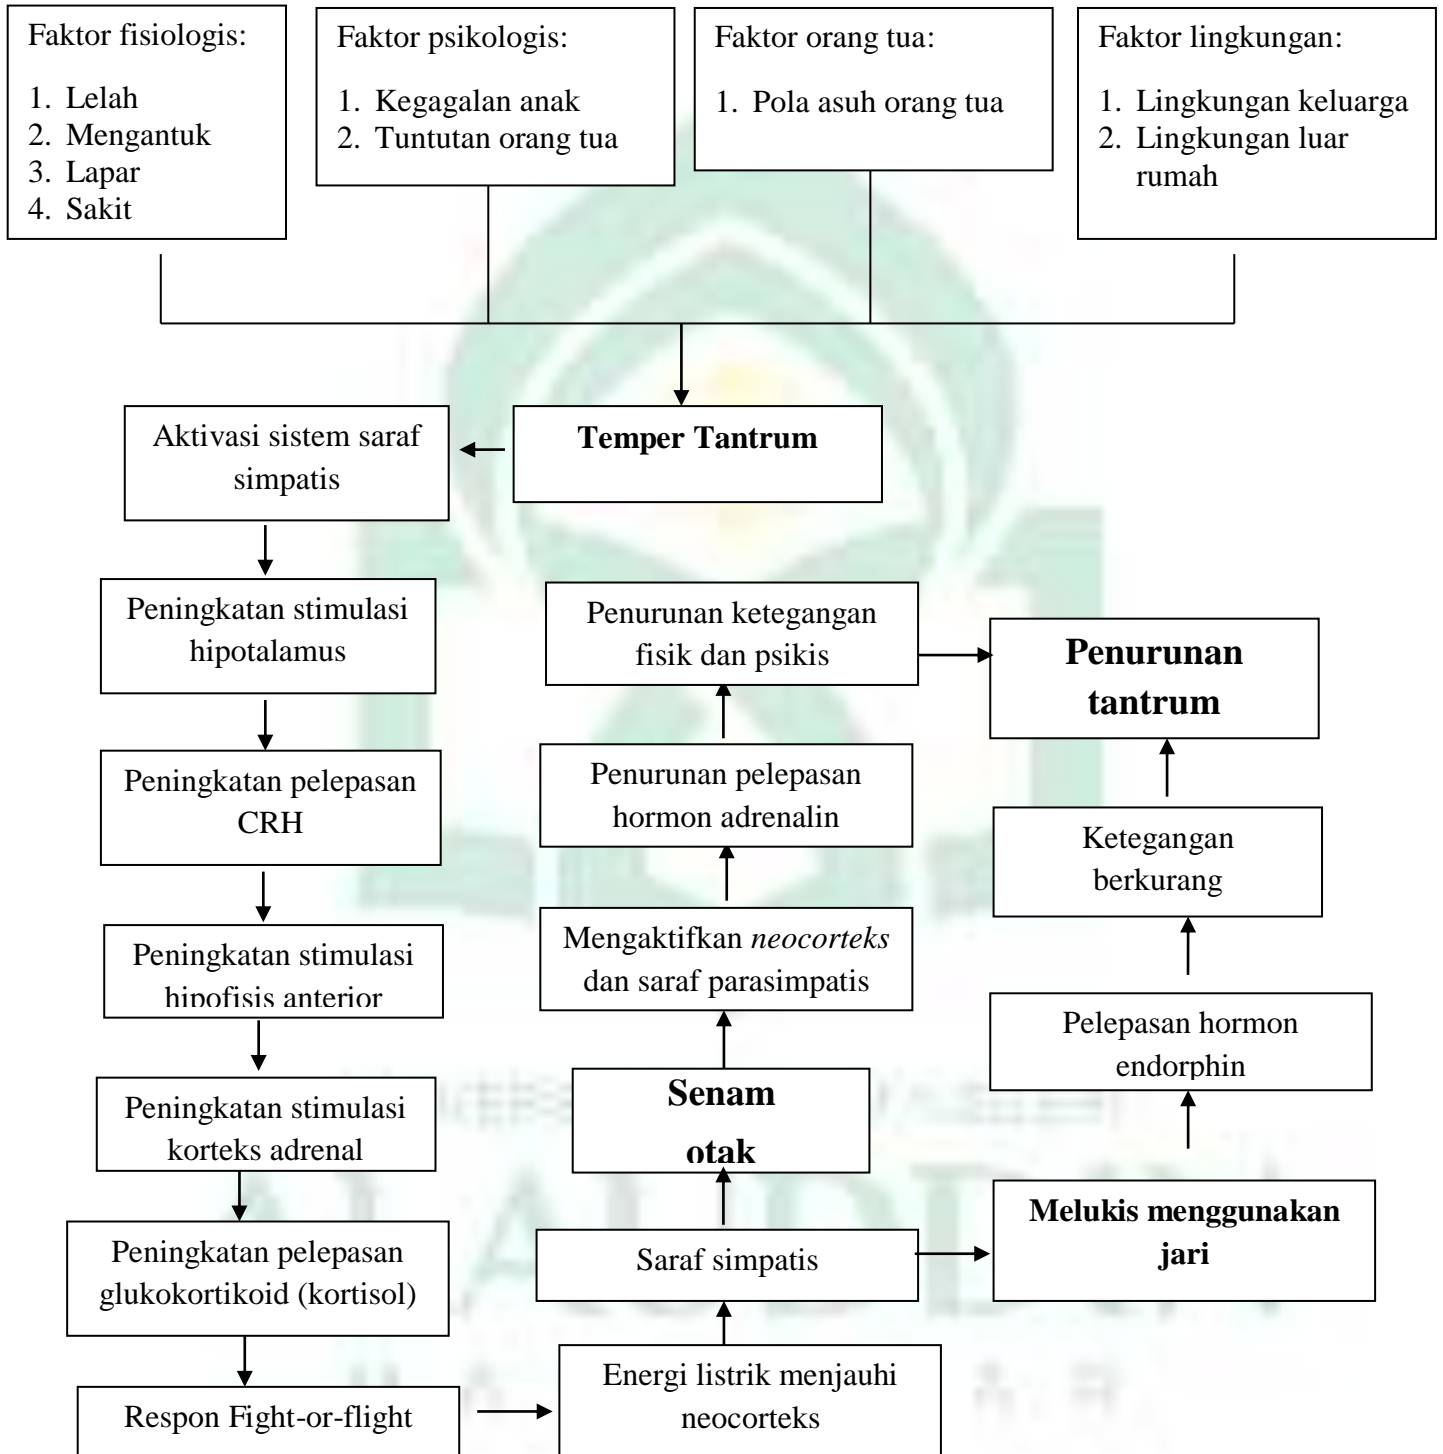 Faktor fisiologis:
1. Lelah
2. Mengantuk
3. Lapar
4. Sakit
Faktor psikologis:
1. Kegagalan anak
2. Tuntutan orang tua
Faktor orang tua:
1. Pola asuh orang tua
Faktor lingkungan:
1. Lingkungan keluarga
2. Lingkungan luar
rumah
Temper Tantrum
Aktivasi sistem saraf
simpatis
Peningkatan stimulasi
hipotalamus
Peningkatan pelepasan
CRH
Peningkatan stimulasi
hipofisis anterior
Peningkatan stimulasi
korteks adrenal
Peningkatan pelepasan
glukokortikoid (kortisol)
Respon Fight-or-flight
Energi listrik menjauhi
neocorteks
Saraf simpatis
Senam
otak
Mengaktifkan neocorteks
dan saraf parasimpatis
Penurunan pelepasan
hormon adrenalin
Penurunan ketegangan
fisik dan psikis
Melukis menggunakan
jari
Pelepasan hormon
endorphin
Ketegangan
berkurang
Penurunan
tantrum